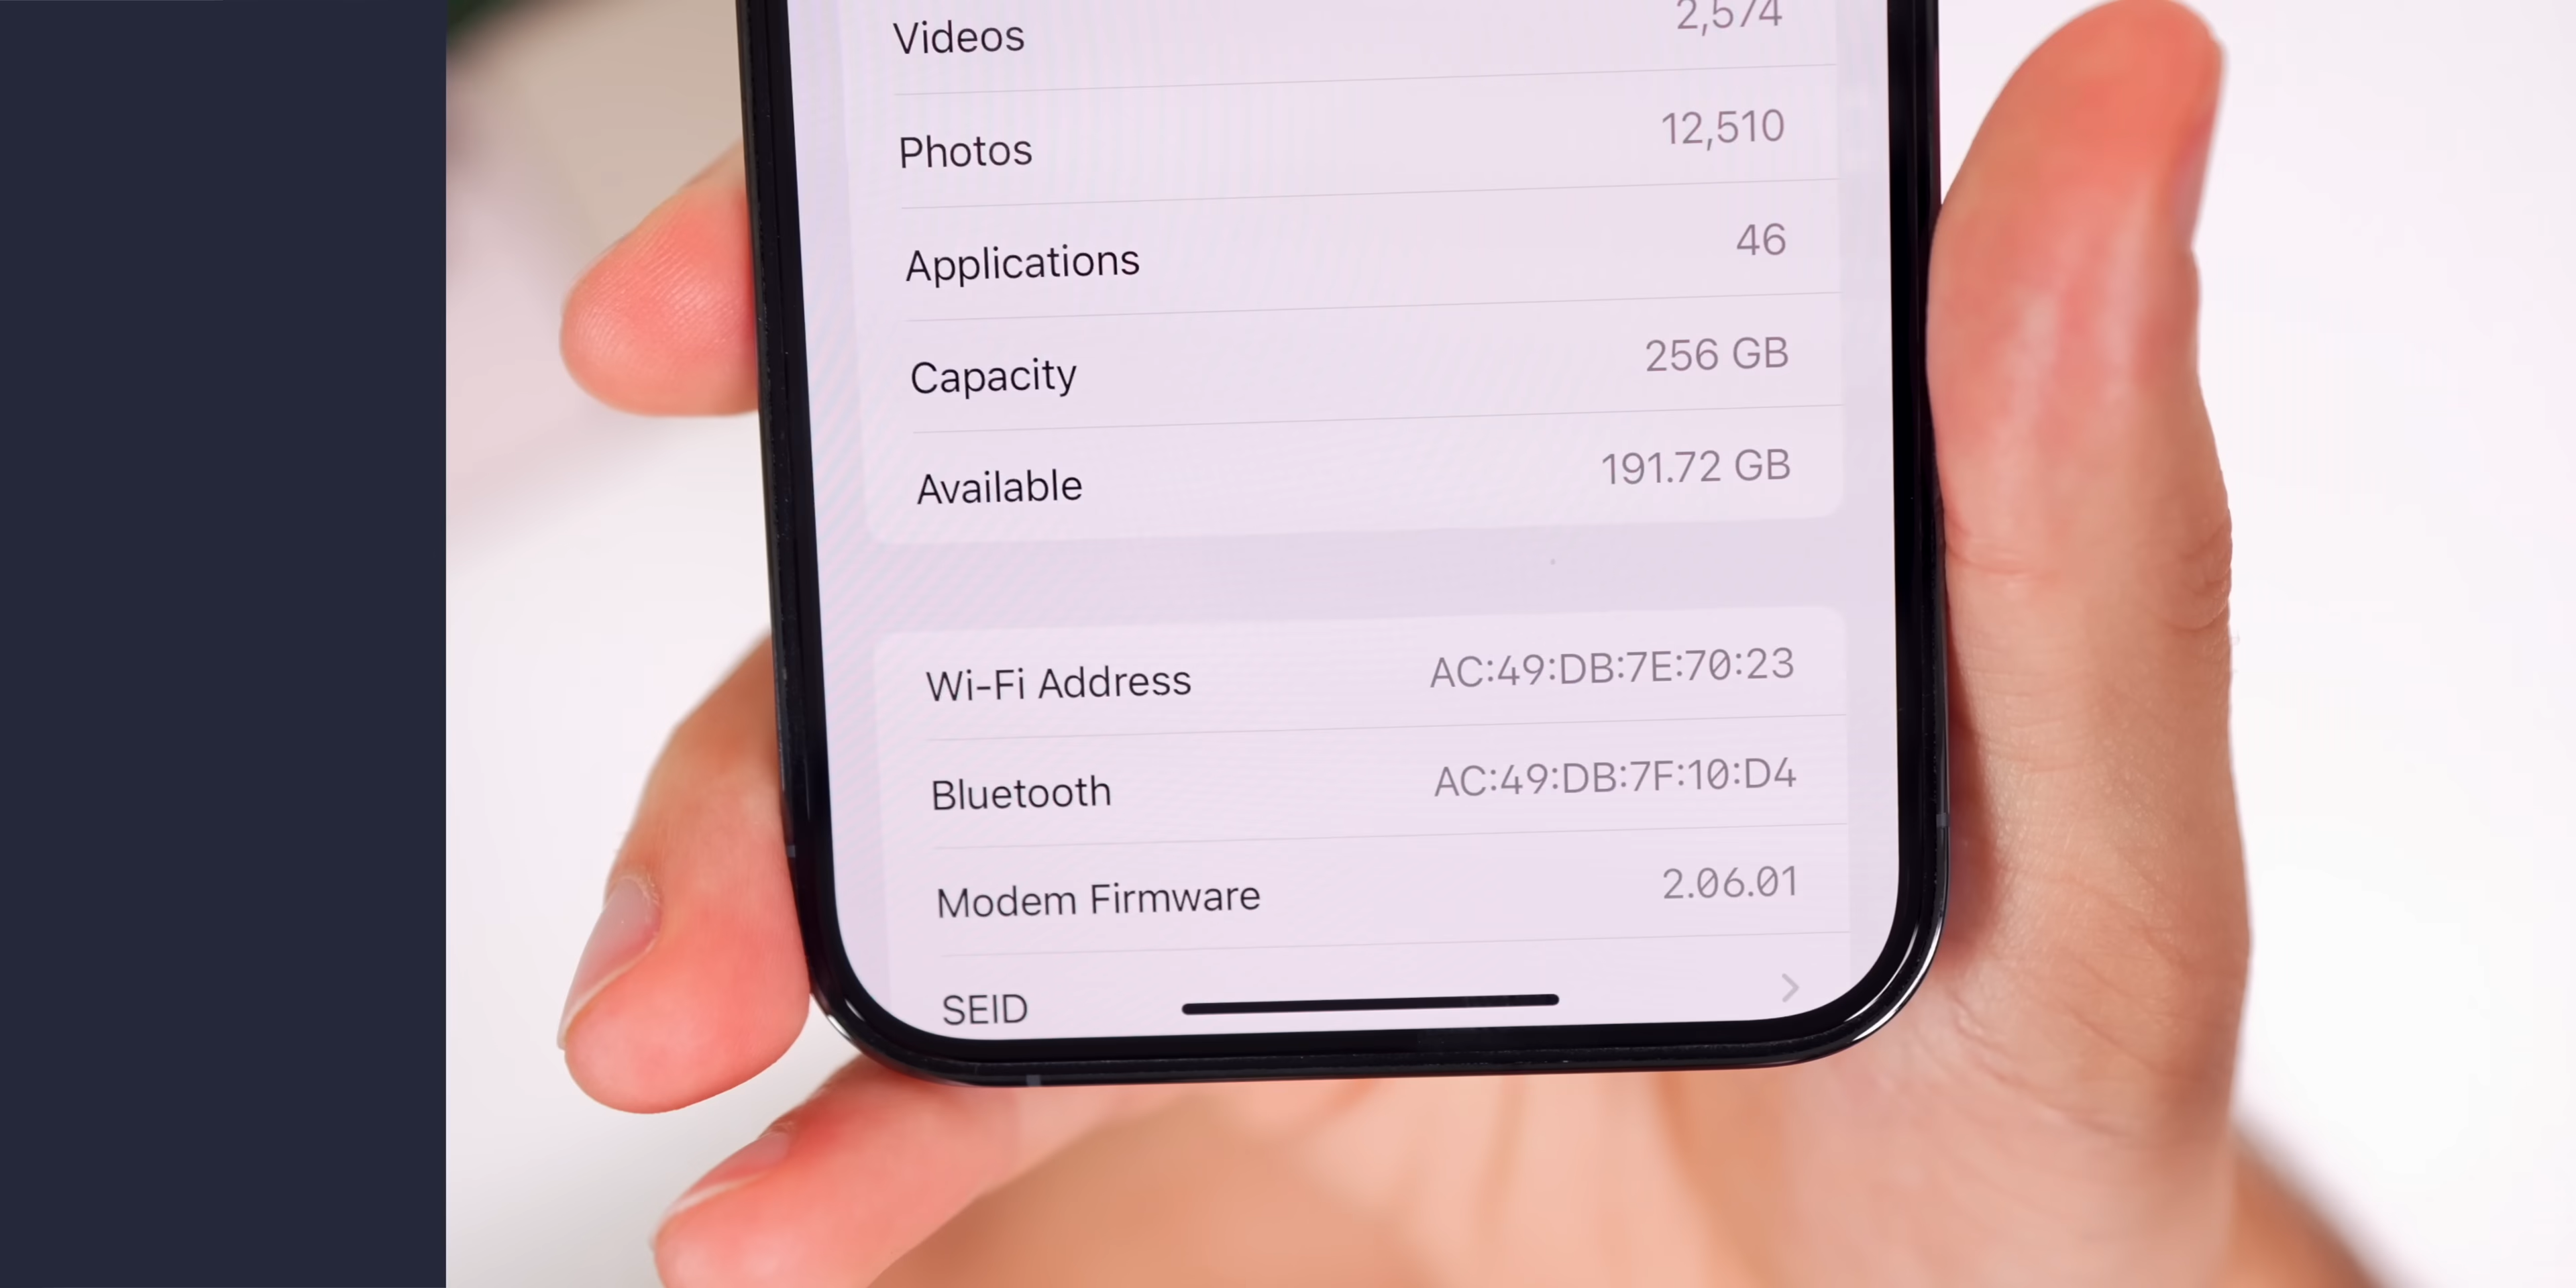 Videos 2,574
Photos 12,510
Applications 46
Capacity 256 GB
Available 191.72 GB
Wi-Fi Address AC:49:DB:7E:70:23
Bluetooth AC:49:DB:7F:10:D4
Modem Firmware 2.06.01
SEID